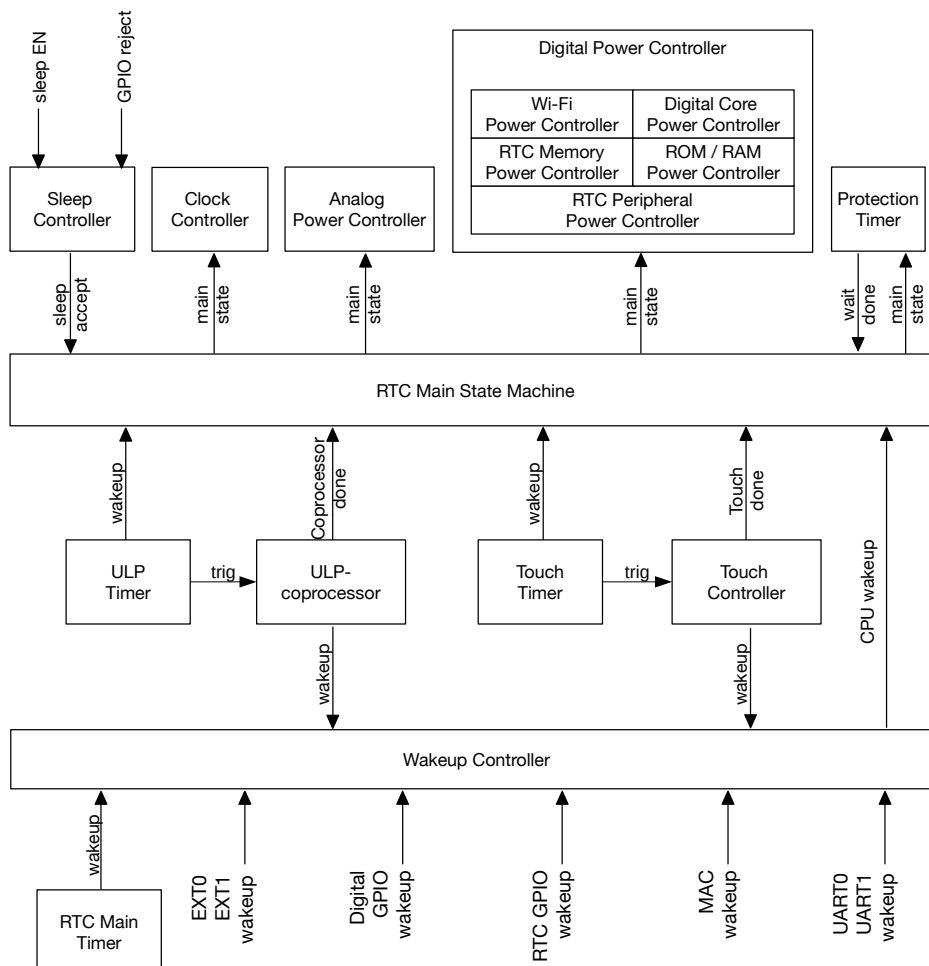 sleep EN
GPIO reject
Digital Power Controller
Wi-Fi
Power Controller
Digital Core
Power Controller
RTC Memory
Power Controller
ROM / RAM
Power Controller
RTC Peripheral
Power Controller
Sleep
Controller
Clock
Controller
Analog
Power Controller
Protection
Timer
sleep
accept
main
state
main
state
main
state
wait
done
main
state
RTC Main State Machine
wakeup
Coprocessor
done
wakeup
Touch
done
CPU wakeup
ULP
Timer
trig
ULP-
coprocessor
Touch
Timer
trig
Touch
Controller
wakeup
wakeup
Wakeup Controller
wakeup
EXT0
EXT1
wakeup
Digital
GPIO
wakeup
RTC GPIO
wakeup
MAC
wakeup
UART0
UART1
wakeup
RTC Main
Timer